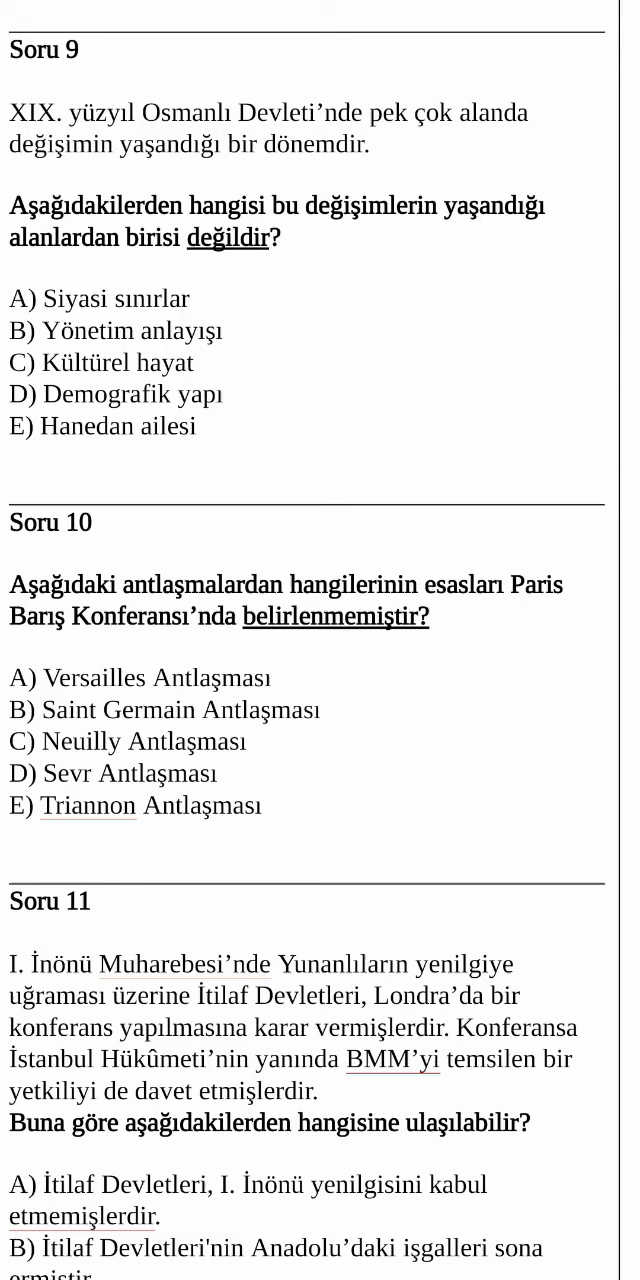 Soru 9
XIX. yüzyıl Osmanlı Devleti’nde pek çok alanda
değişimin yaşandığı bir dönemdir.
Aşağıdakilerden hangisi bu değişimlerin yaşandığı
alanlardan birisi değildir?
A) Siyasi sınırlar
B) Yönetim anlayışı
C) Kültürel hayat
D) Demografik yapı
E) Hanedan ailesi
Soru 10
Aşağıdaki antlaşmalardan hangilerinin esasları Paris
Barış Konferansı’nda belirlenmemiştir?
A) Versailles Antlaşması
B) Saint Germain Antlaşması
C) Neuilly Antlaşması
D) Sevr Antlaşması
E) Triannon Antlaşması
Soru 11
I. İnönü Muharebesi’nde Yunanlıların yenilgiye
uğraması üzerine İtilaf Devletleri, Londra’da bir
konferans yapılmasına karar vermişlerdir. Konferansa
İstanbul Hükûmeti’nin yanında BMM’yi temsilen bir
yetkiliyi de davet etmişlerdir.
Buna göre aşağıdakilerden hangisine ulaşılabilir?
A) İtilaf Devletleri, I. İnönü yenilgisini kabul
etmemişlerdir.
B) İtilaf Devletleri'nin Anadolu’daki işgalleri sona
ermiştir.